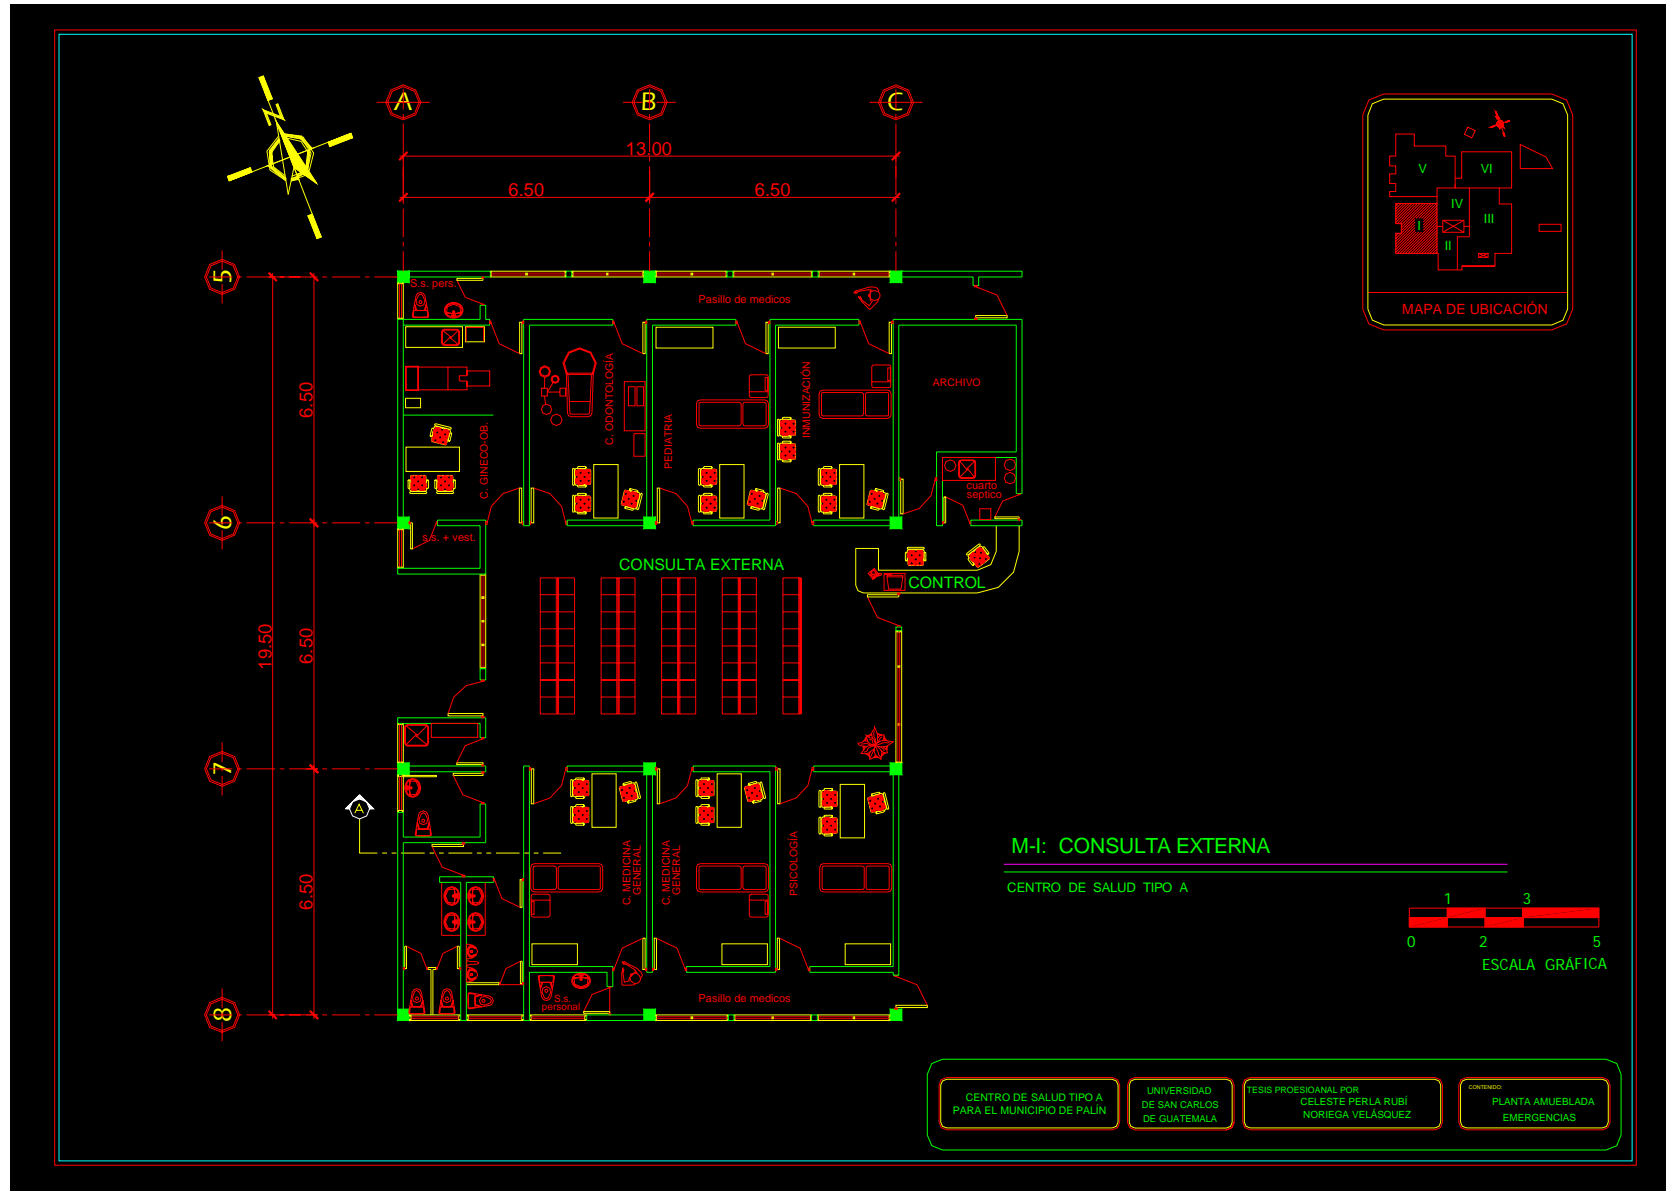 N
A
B
C
13.00
6.50
6.50
5
6
7
8
19.50
6.50
6.50
6.50
S.s. pers.
Pasillo de medicos
C. GINECO-OB.
C. ODONTOLOGÍA
PEDIATRIA
INMUNIZACIÓN
ARCHIVO
cuarto
septico
s.s. + vest.
CONSULTA EXTERNA
CONTROL
A
C. MEDICINA
GENERAL
C. MEDICINA
GENERAL
PSICOLOGÍA
S.s.
personal
Pasillo de medicos
V
VI
IV
III
I
II
MAPA DE UBICACIÓN
M-I: CONSULTA EXTERNA
CENTRO DE SALUD TIPO A
1 3
0 2 5
ESCALA GRÁFICA
CENTRO DE SALUD TIPO A
PARA EL MUNICIPIO DE PALÍN
UNIVERSIDAD
DE SAN CARLOS
DE GUATEMALA
TESIS PROESIOANAL POR
CELESTE PERLA RUBÍ
NORIEGA VELÁSQUEZ
CONTENIDO:
PLANTA AMUEBLADA
EMERGENCIAS